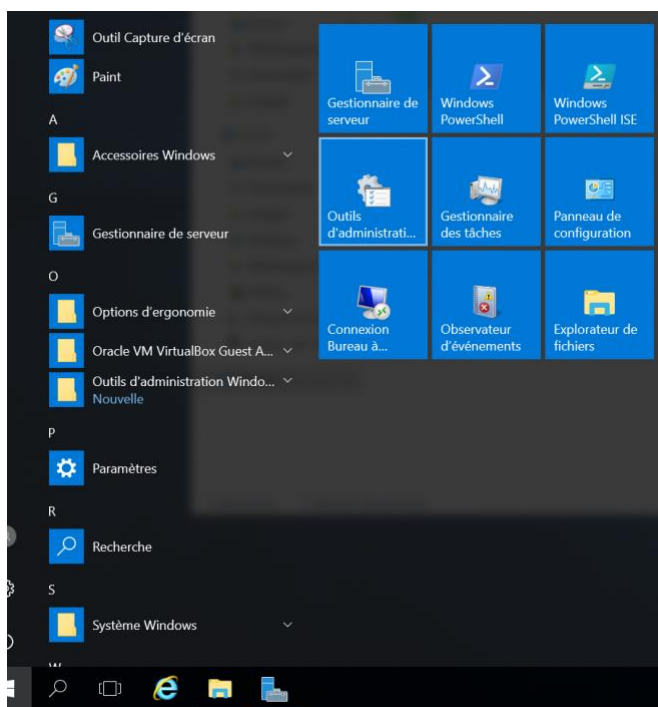 Outil Capture d'écran
Paint
A
Accessoires Windows
G
Gestionnaire de serveur
O
Options d'ergonomie
Oracle VM VirtualBox Guest A...
Outils d'administration Windo...
Nouvelle
P
Paramètres
R
Recherche
S
Système Windows
Gestionnaire de
serveur
Windows
PowerShell
Windows
PowerShell ISE
Outils
d'administrati...
Gestionnaire
des tâches
Panneau de
configuration
Connexion
Bureau à...
Observateur
d'événements
Explorateur de
fichiers